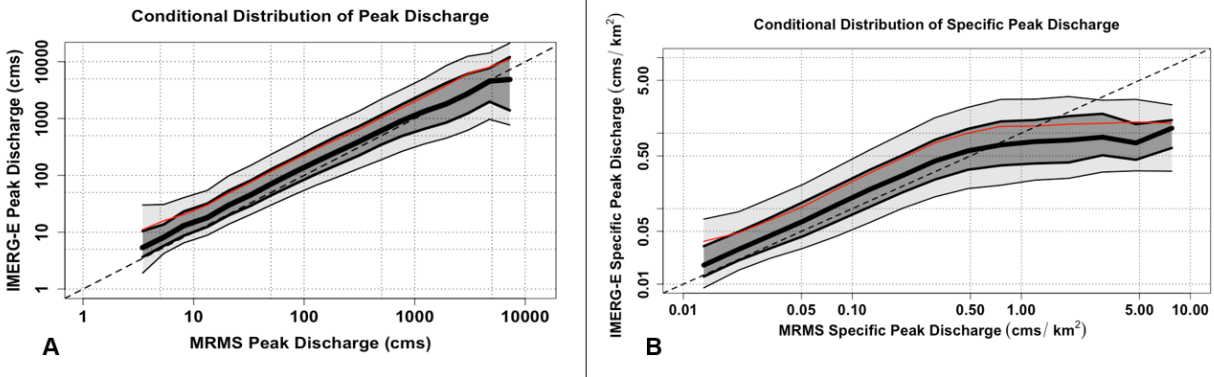 Conditional Distribution of Peak Discharge
IMERG-E Peak Discharge (cms)
10000
1000
100
10
1
1 10 100 1000 10000
MRMS Peak Discharge (cms)
A
Conditional Distribution of Specific Peak Discharge
IMERG-E Specific Peak Discharge (cms/ km²)
5.00
0.50
0.05
0.01
0.01 0.05 0.10 0.50 1.00 5.00 10.00
MRMS Specific Peak Discharge (cms/ km²)
B